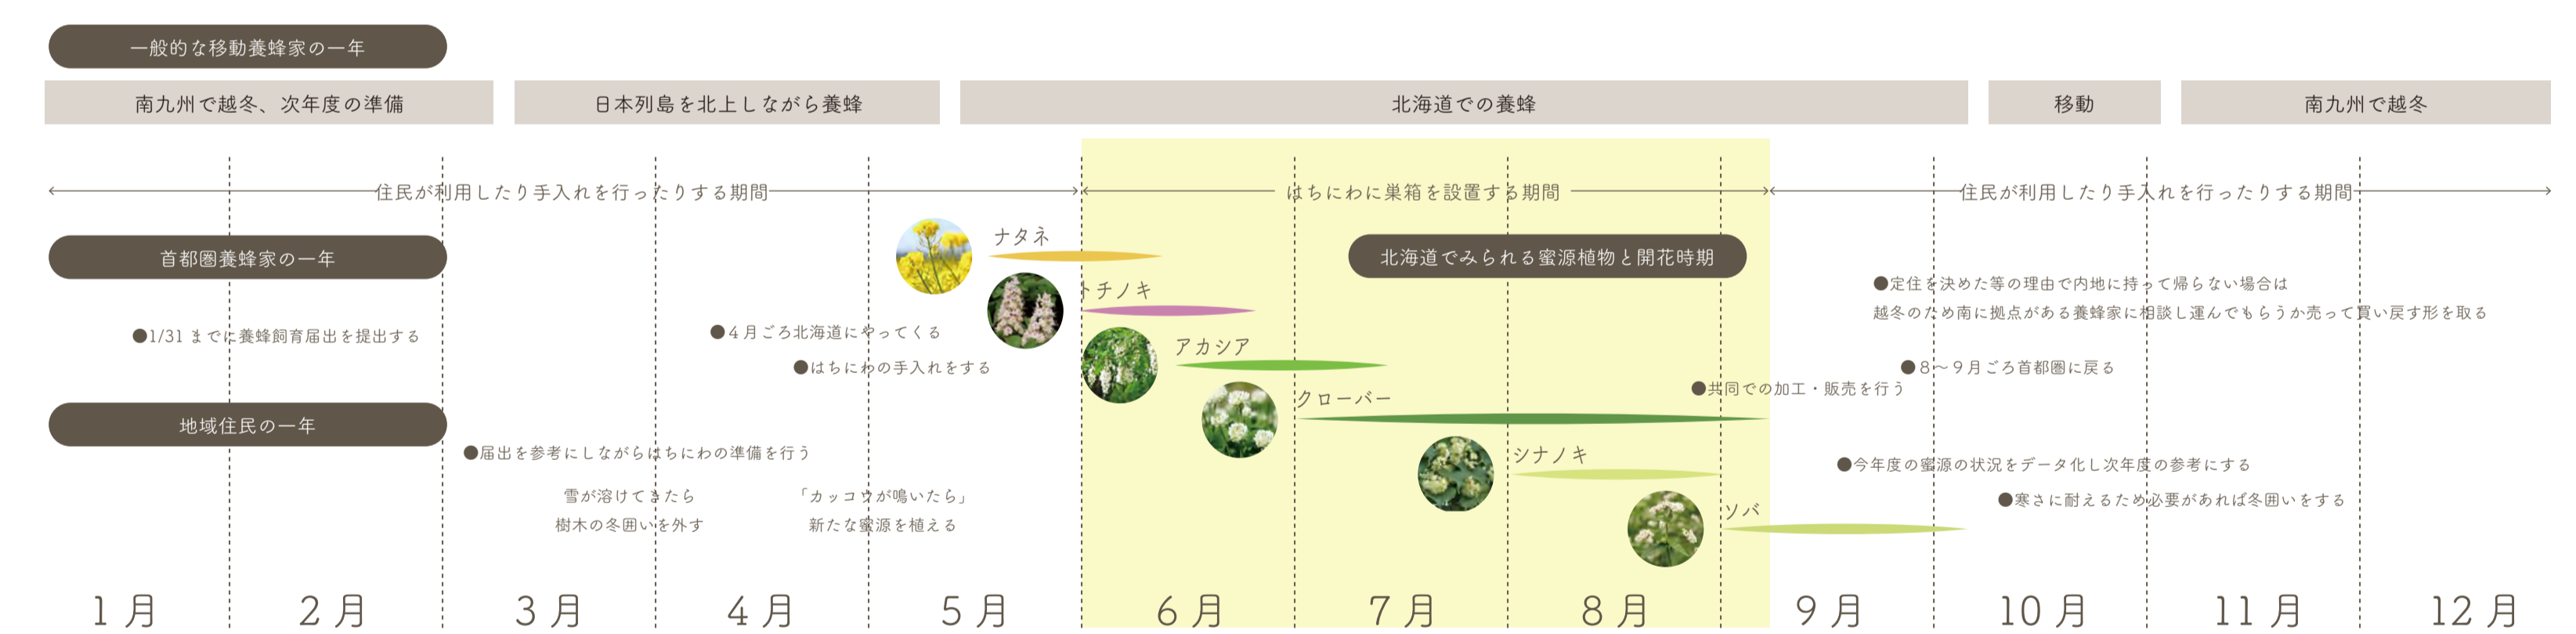 一般的な移動養蜂家の一年
南九州で越冬、次年度の準備
日本列島を北上しながら養蜂
北海道での養蜂
移動
南九州で越冬
住民が利用したり手入れを行ったりする期間
はちにわに巣箱を設置する期間
住民が利用したり手入れを行ったりする期間
首都圏養蜂家の一年
●1/31 までに養蜂飼育届出を提出する
●４月ごろ北海道にやってくる
●はちにわの手入れをする
北海道でみられる蜜源植物と開花時期
ナタネ
トチノキ
アカシア
クローバー
シナノキ
ソバ
●定住を決めた等の理由で内地に持って帰らない場合は
越冬のため南に拠点がある養蜂家に相談し運んでもらうか売って買い戻す形を取る
●８〜９月ごろ首都圏に戻る
●共同での加工・販売を行う
地域住民の一年
●届出を参考にしながらはちにわの準備を行う
雪が溶けてきたら
樹木の冬囲いを外す
「カッコウが鳴いたら」
新たな蜜源を植える
●今年度の蜜源の状況をデータ化し次年度の参考にする
●寒さに耐えるため必要があれば冬囲いをする
1 月
2 月
3 月
4 月
5 月
6 月
7 月
8 月
9 月
10 月
11 月
12 月